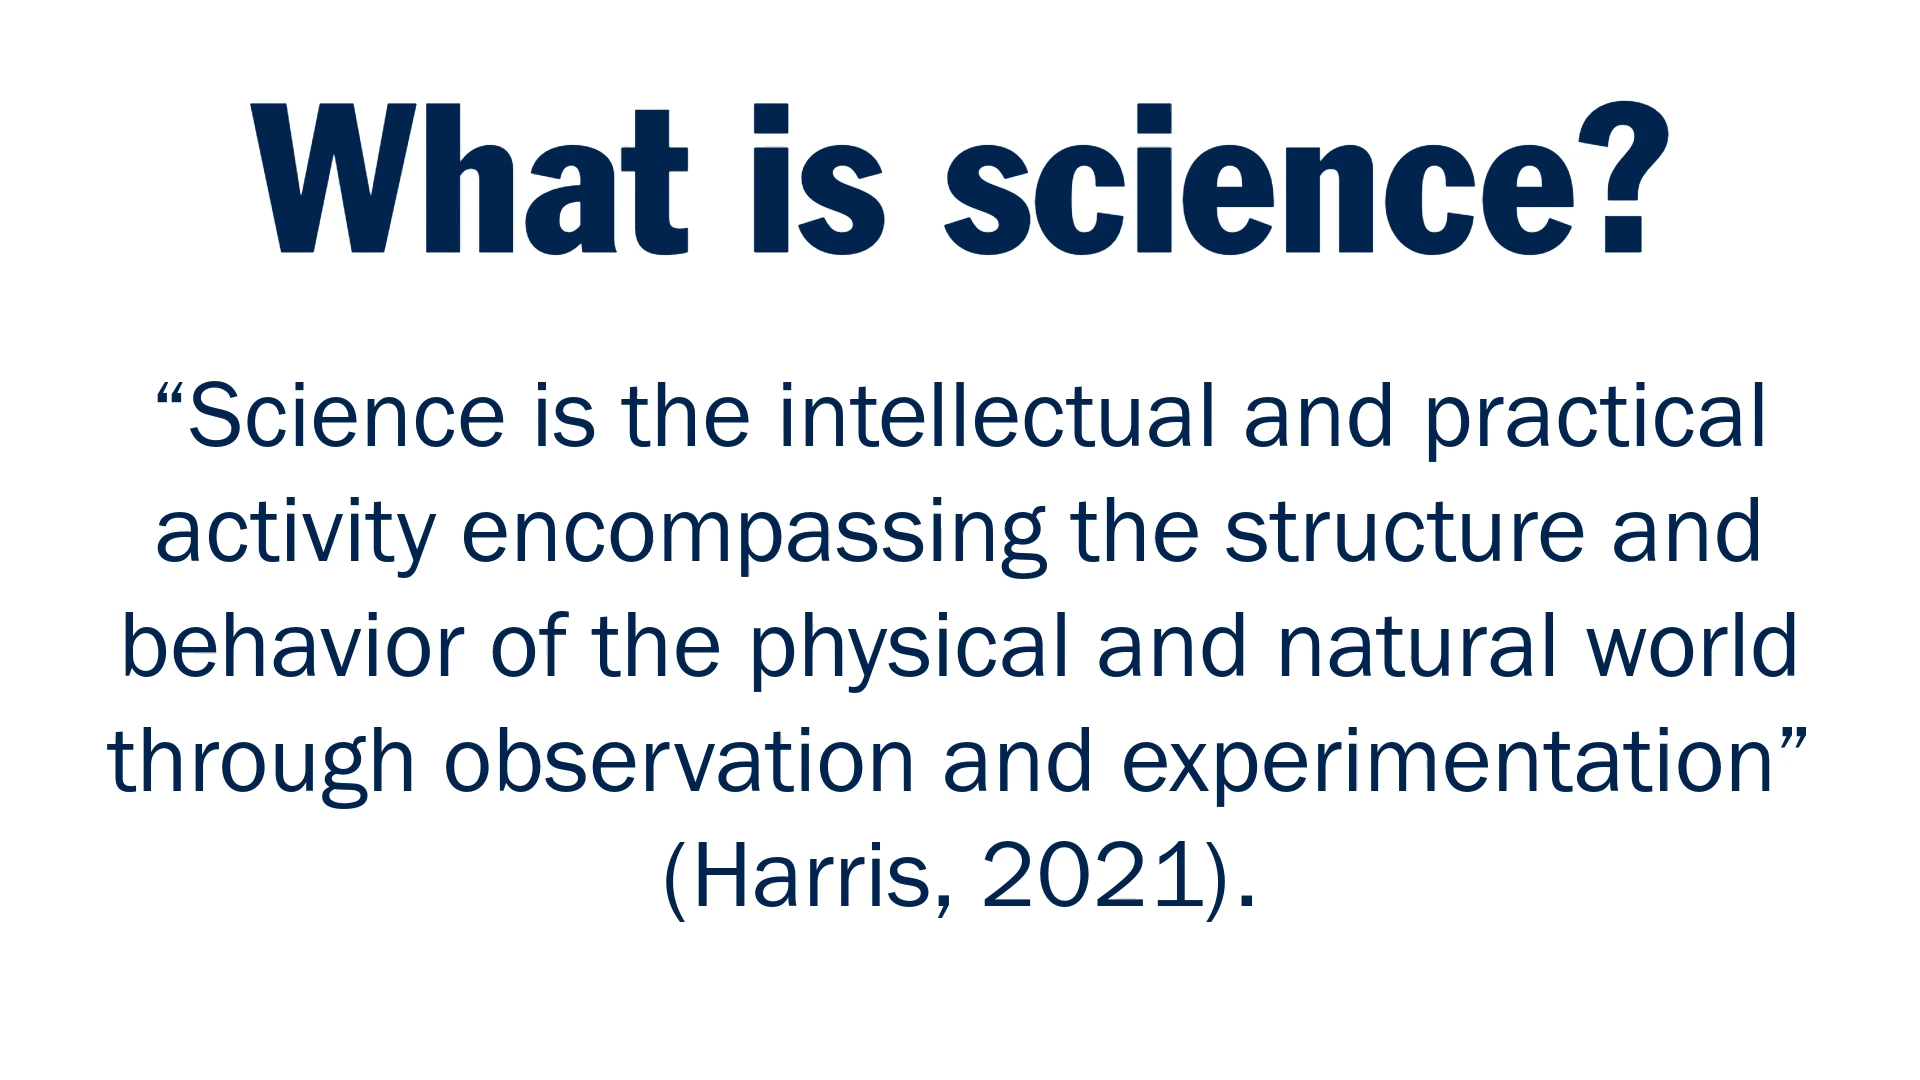 What is science?
“Science is the intellectual and practical
activity encompassing the structure and
behavior of the physical and natural world
through observation and experimentation”
(Harris, 2021).